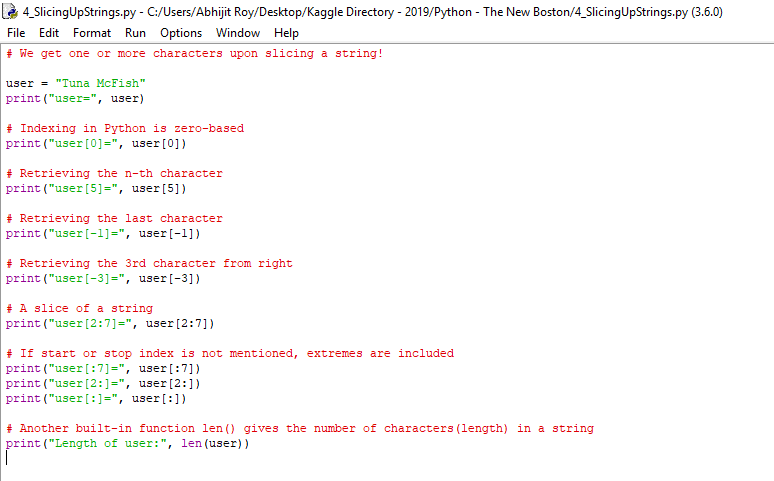 4_SlicingUpStrings.py - C:/Users/Abhijit Roy/Desktop/Kaggle Directory - 2019/Python - The New Boston/4_SlicingUpStrings.py (3.6.0)
File Edit Format Run Options Window Help
# We get one or more characters upon slicing a string!
user = "Tuna McFish"
print("user=", user)
# Indexing in Python is zero-based
print("user[0]=", user[0])
# Retrieving the n-th character
print("user[5]=", user[5])
# Retrieving the last character
print("user[-1]=", user[-1])
# Retrieving the 3rd character from right
print("user[-3]=", user[-3])
# A slice of a string
print("user[2:7]=", user[2:7])
# If start or stop index is not mentioned, extremes are included
print("user[:7]=", user[:7])
print("user[2:]=", user[2:])
print("user[:]=", user[:])
# Another built-in function len() gives the number of characters(length) in a string
print("Length of user:", len(user))